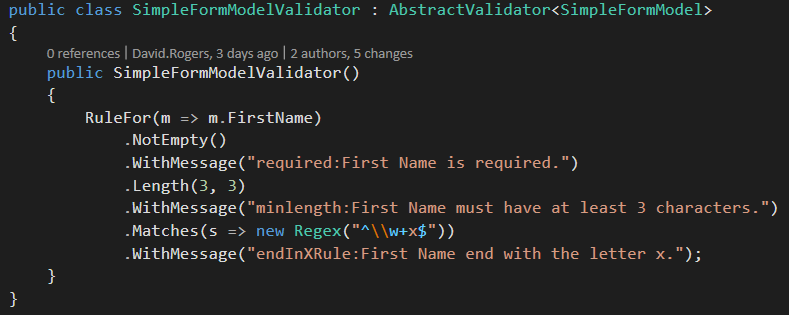 public class SimpleFormModelValidator : AbstractValidator<SimpleFormModel>
{
0 references | David.Rogers, 3 days ago | 2 authors, 5 changes
public SimpleFormModelValidator()
{
RuleFor(m => m.FirstName)
.NotEmpty()
.WithMessage("required:First Name is required.")
.Length(3, 3)
.WithMessage("minlength:First Name must have at least 3 characters.")
.Matches(s => new Regex("^\\w+x$"))
.WithMessage("endInXRule:First Name end with the letter x.");
}
}